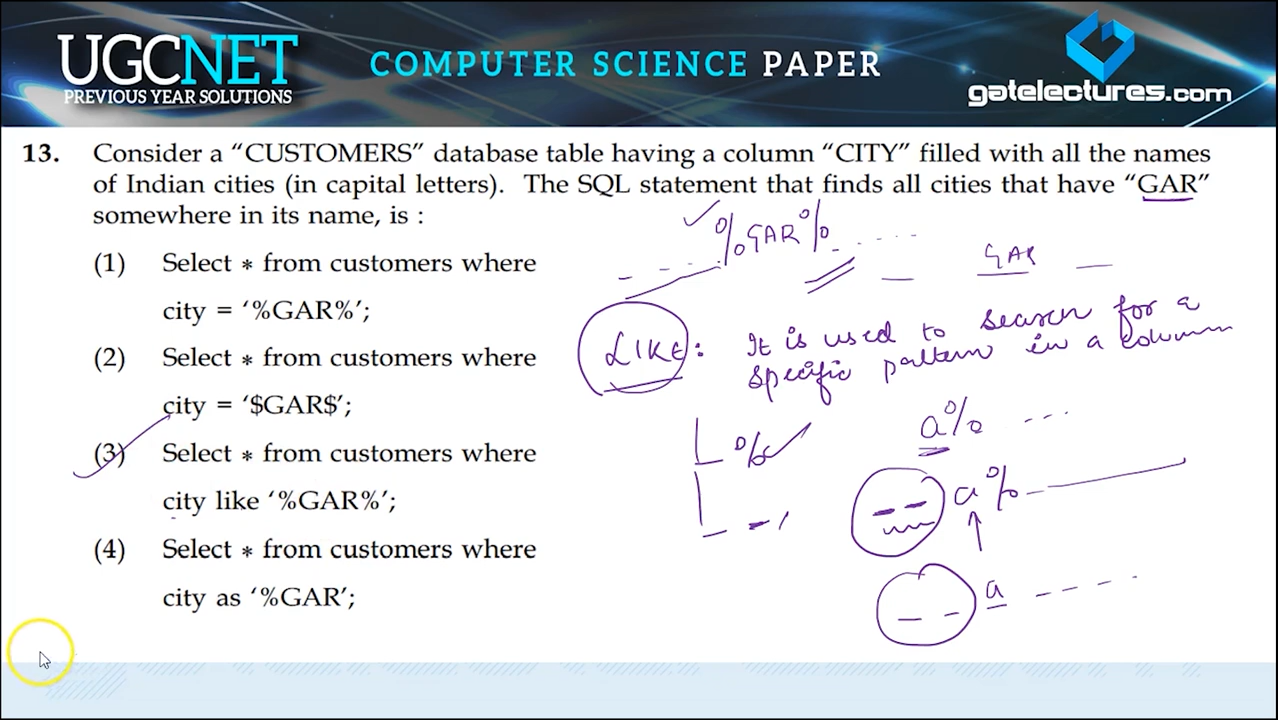 UGCNET
PREVIOUS YEAR SOLUTIONS
COMPUTER SCIENCE PAPER
gatelectures.com
13. Consider a “CUSTOMERS” database table having a column “CITY” filled with all the names
of Indian cities (in capital letters). The SQL statement that finds all cities that have “GAR”
somewhere in its name, is :
(1) Select * from customers where
city = ‘%GAR%’;
(2) Select * from customers where
city = ‘$GAR$’;
(3) Select * from customers where
city like ‘%GAR%’;
(4) Select * from customers where
city as ‘%GAR’;
%GAR%
GAR
LIKE: It is used to search for a
specific pattern in a column
%
a%
_ _ a%
_ _ a